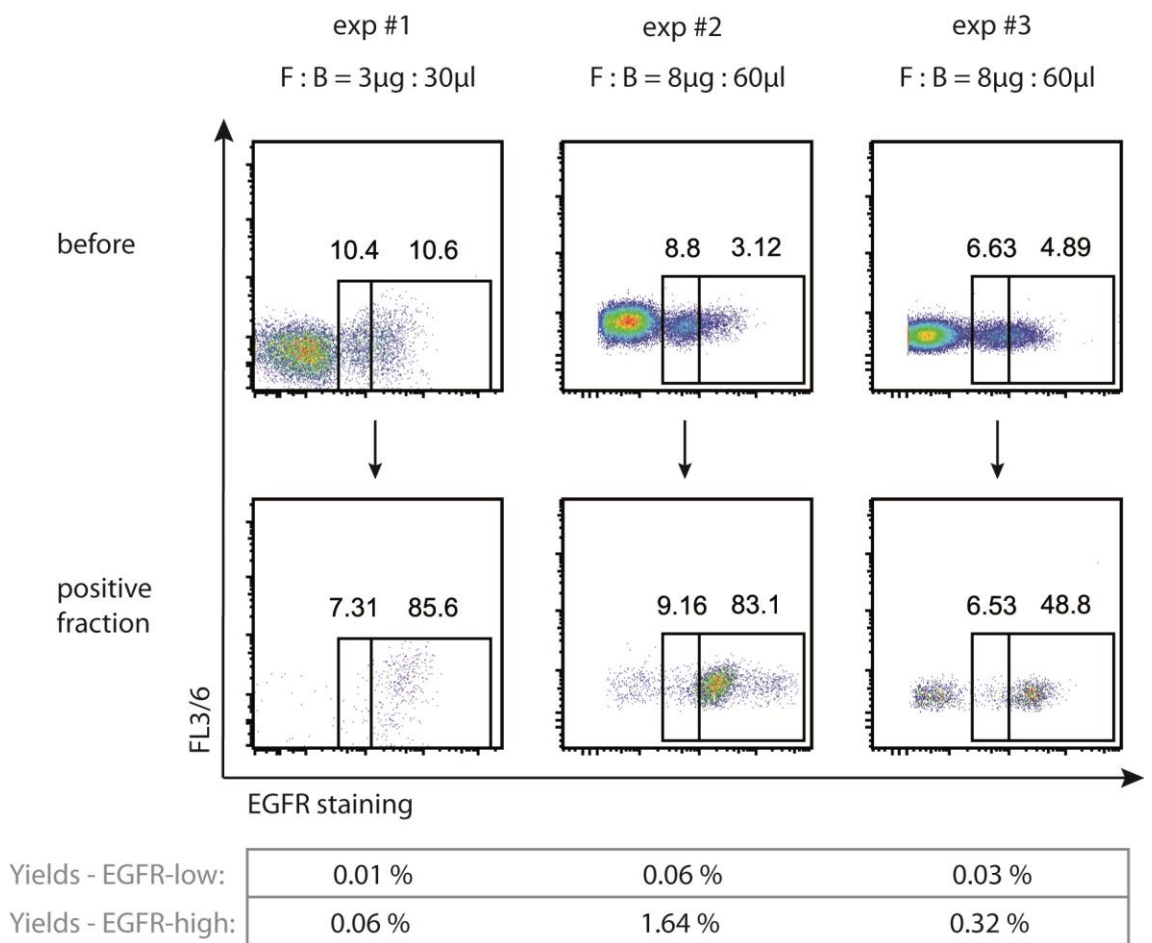 exp #1 exp #2 exp #3
F : B = 3µg : 30µl F : B = 8µg : 60µl F : B = 8µg : 60µl
before
10.4 10.6 8.8 3.12 6.63 4.89
positive
fraction
7.31 85.6 9.16 83.1 6.53 48.8
FL3/6
EGFR staining
Yields - EGFR-low: 0.01 % 0.06 % 0.03 %
Yields - EGFR-high: 0.06 % 1.64 % 0.32 %